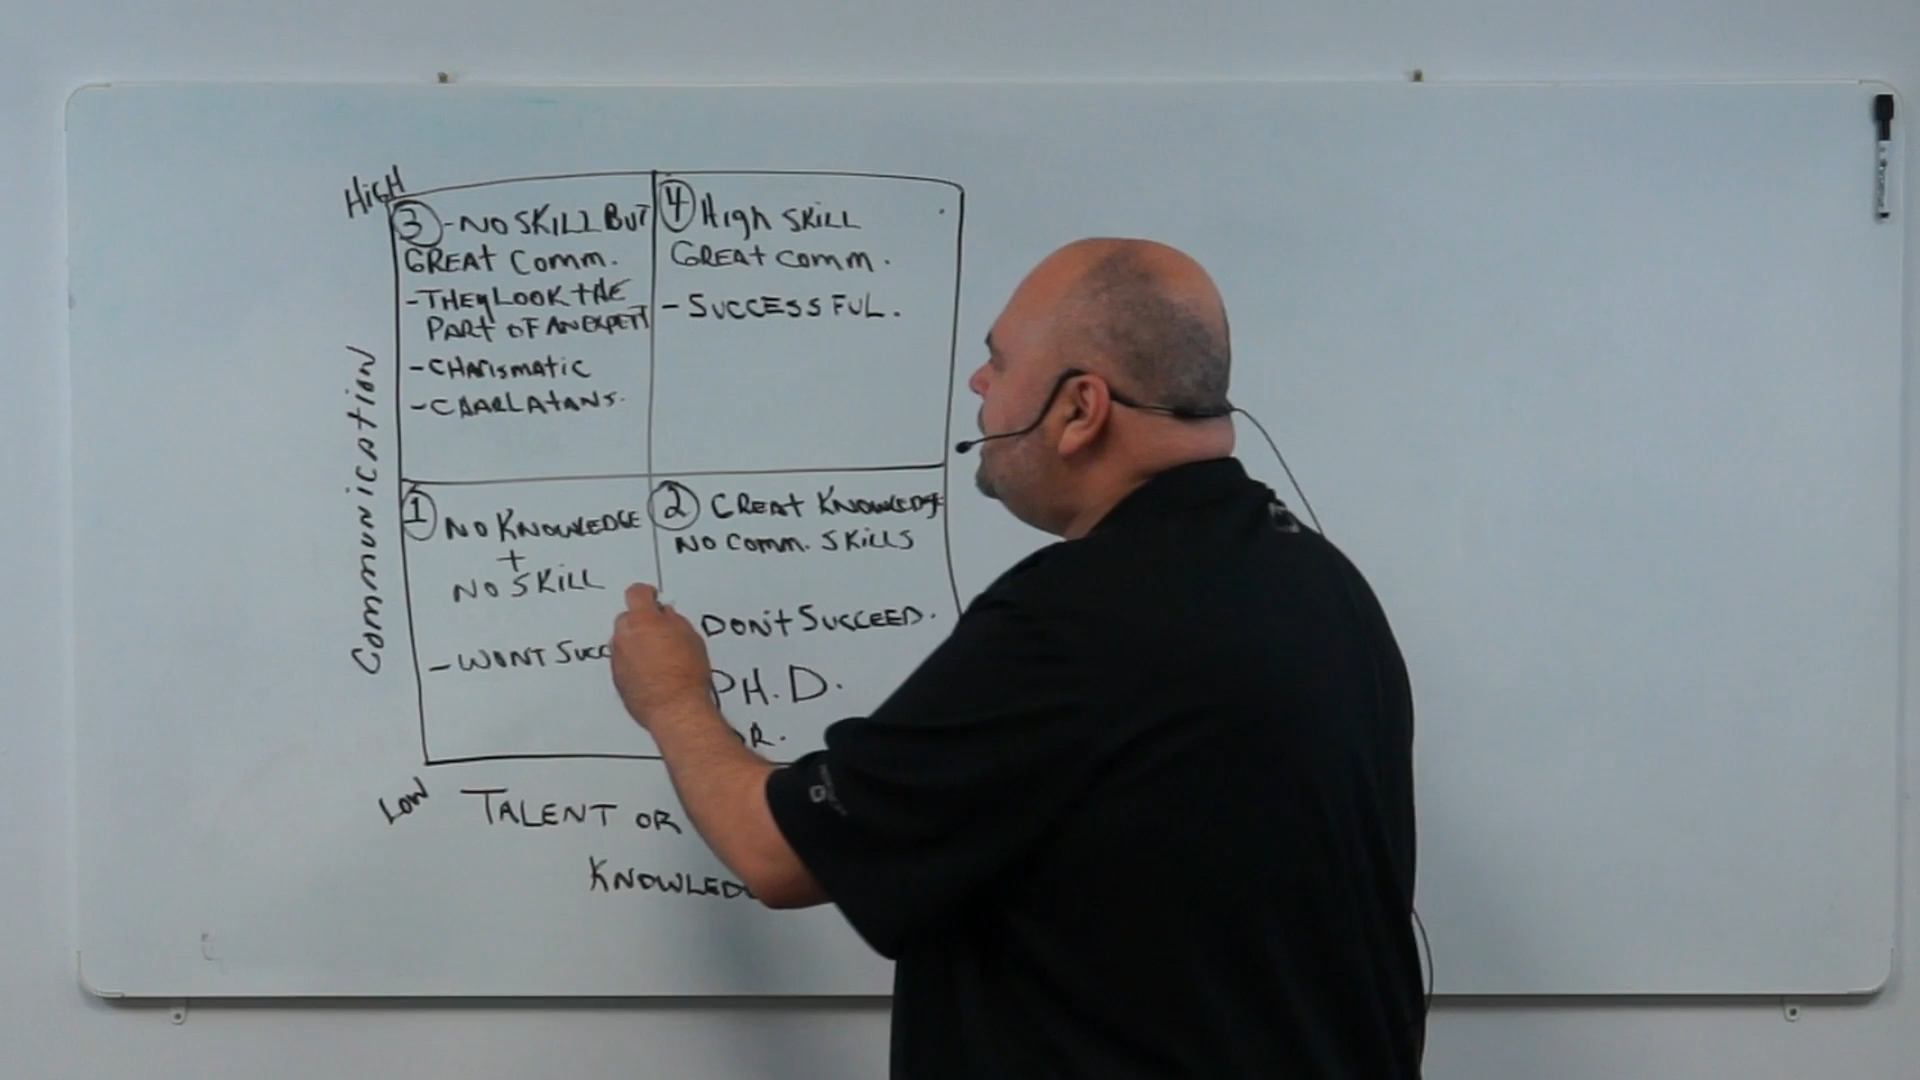 HIGH
③ - NO SKILL BUT
GREAT COMM.
- THEY LOOK THE
PART OF AN EXPERT
- CHARISMATIC
- CHARLATANS.
④ HIGH SKILL
GREAT COMM.
- SUCCESSFUL.
Communication
① NO KNOWLEDGE
+
NO SKILL
- WONT SUCC
② GREAT KNOWLEDGE
NO COMM. SKILLS
DON'T SUCCEED.
PH.D.
DR.
LOW
TALENT OR
KNOWLEDG